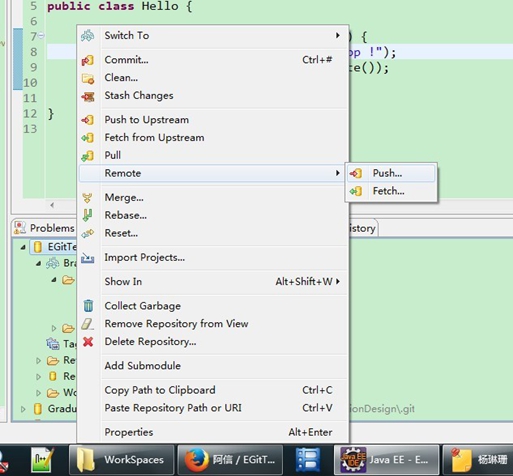 5 public class Hello {
6
Switch To
7 ) {
8 op !");
Commit... Ctrl+#
9 te());
Clean...
10
Stash Changes
11
12 }
Push to Upstream
13
Fetch from Upstream
Pull
Remote
Push...
Fetch...
Merge...
Rebase...
Reset...
Problems
istory
EGitTe
Bra
Import Projects...
Show In Alt+Shift+W
Collect Garbage
Remove Repository from View
Tag
Delete Repository...
Re
Add Submodule
Re
Wo
Copy Path to Clipboard Ctrl+C
Gradu
Paste Repository Path or URI Ctrl+V
ionDesign\.git
Properties Alt+Enter
WorkSpaces
阿信 / EGitT...
Java EE IDE
Java EE - E...
杨琳珊